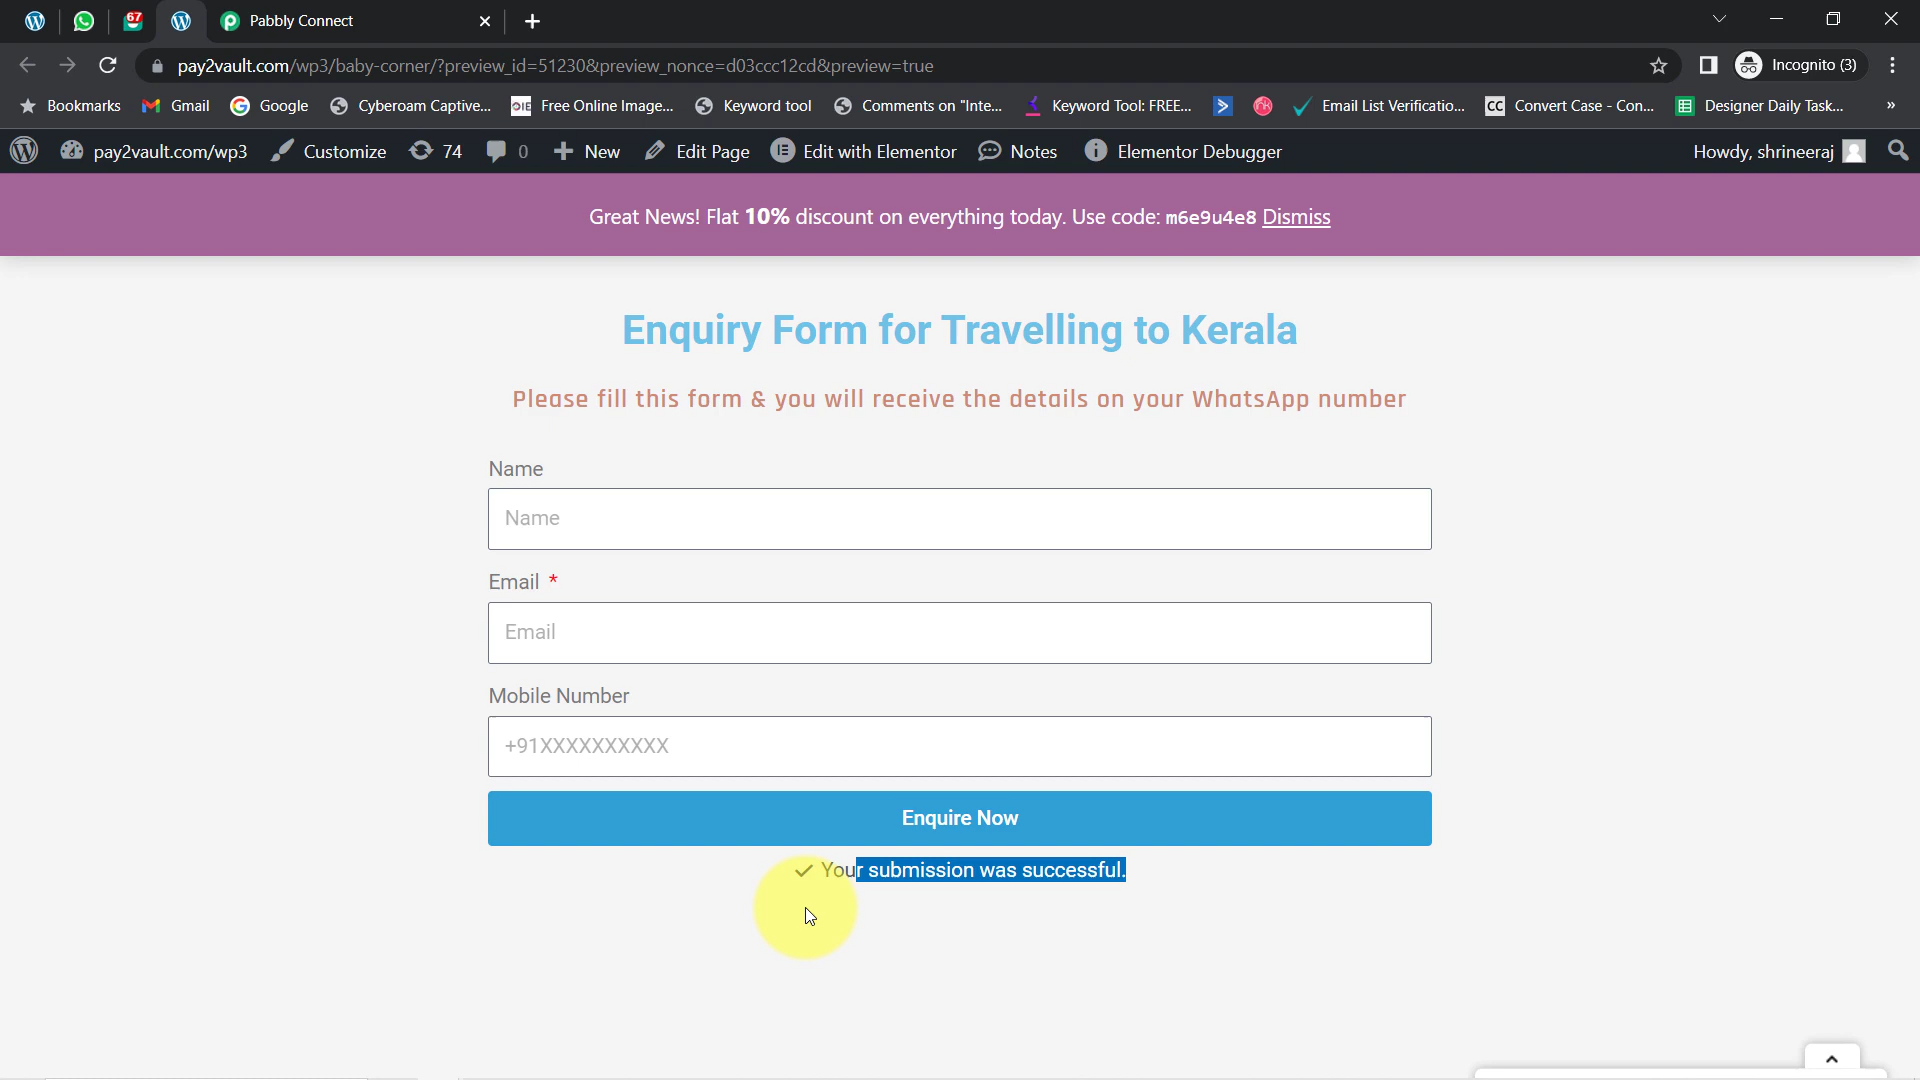 67
Pabbly Connect
pay2vault.com/wp3/baby-corner/?preview_id=51230&preview_nonce=d03ccc12cd&preview=true
Incognito (3)
Bookmarks
Gmail
Google
Cyberoam Captive...
OIE Free Online Image...
Keyword tool
Comments on "Inte...
Keyword Tool: FREE...
Email List Verificatio...
CC Convert Case - Con...
Designer Daily Task...
»
pay2vault.com/wp3
Customize
74
0
New
Edit Page
Edit with Elementor
Notes
Elementor Debugger
Howdy, shrineeraj
Great News! Flat 10% discount on everything today. Use code: m6e9u4e8 Dismiss
Enquiry Form for Travelling to Kerala
Please fill this form & you will receive the details on your WhatsApp number
Name
Name
Email *
Email
Mobile Number
+91XXXXXXXXXX
Enquire Now
Your submission was successful.